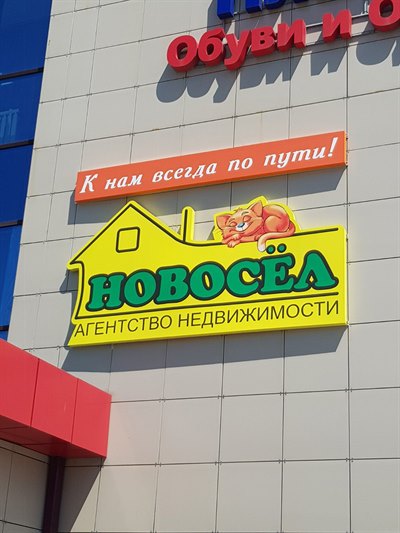 Обуви и
К нам всегда по пути!
НОВОСЁЛ
АГЕНТСТВО НЕДВИЖИМОСТИ